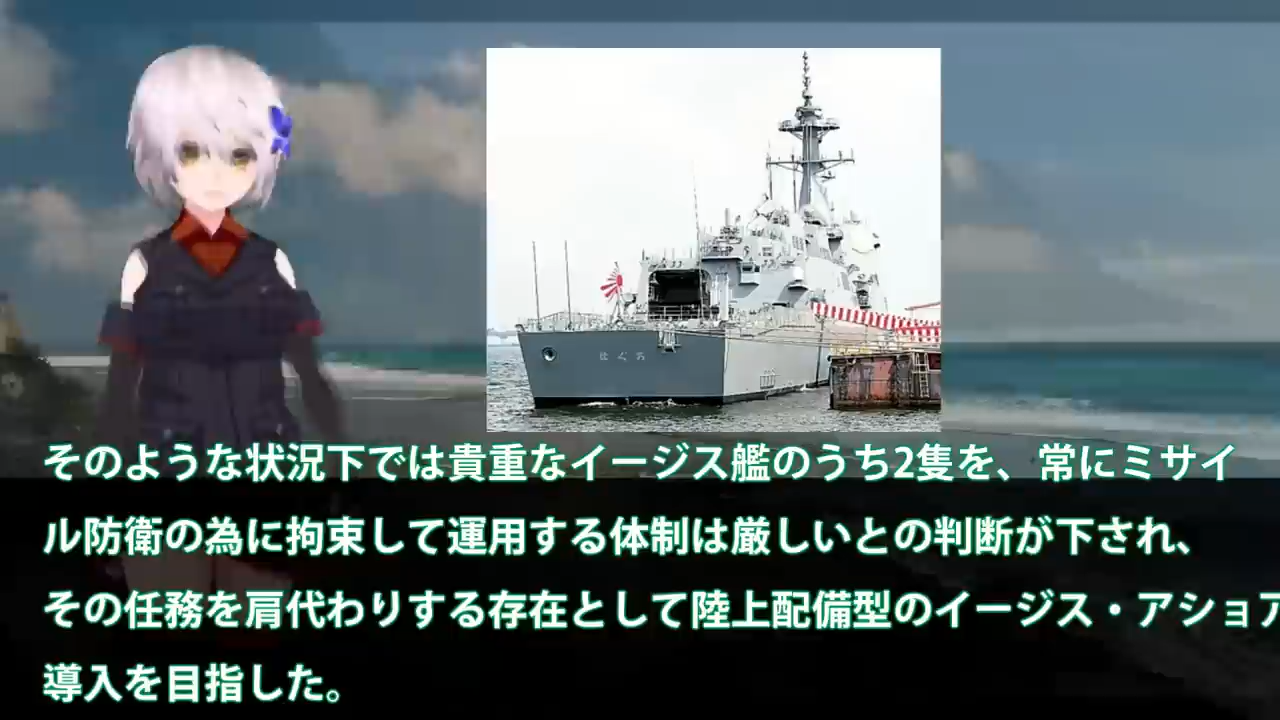 はぐろ
そのような状況下では貴重なイージス艦のうち2隻を、常にミサイ
ル防衛の為に拘束して運用する体制は厳しいとの判断が下され、
その任務を肩代わりする存在として陸上配備型のイージス・アショア
導入を目指した。